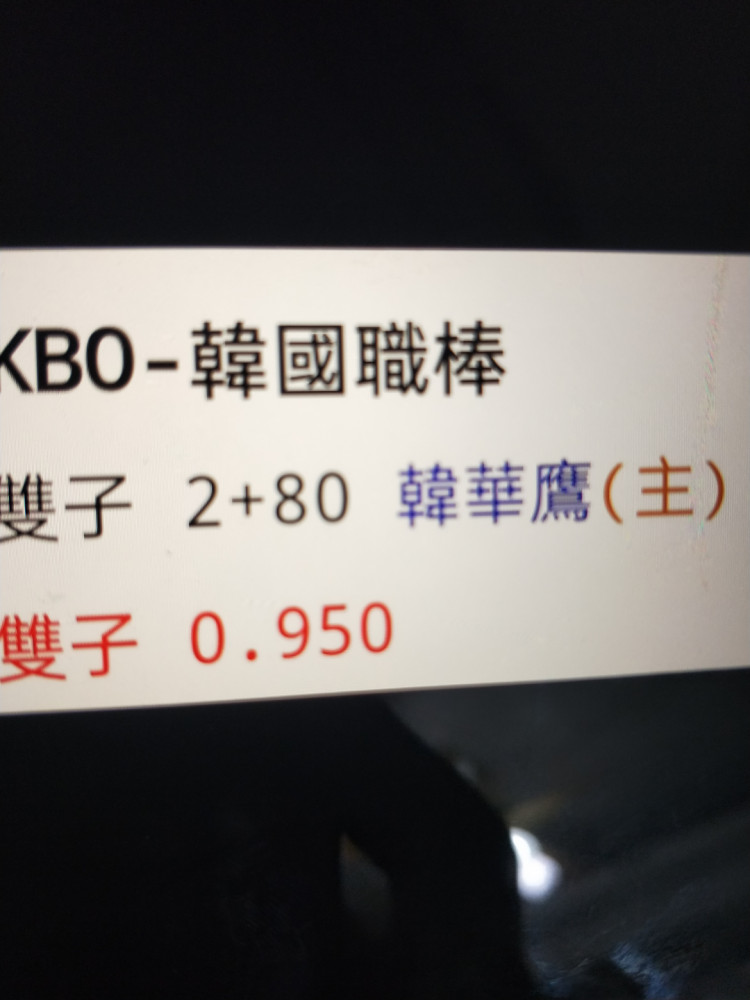 KBO-韓國職棒
雙子 2+80 韓華鷹(主)
雙子 0.950